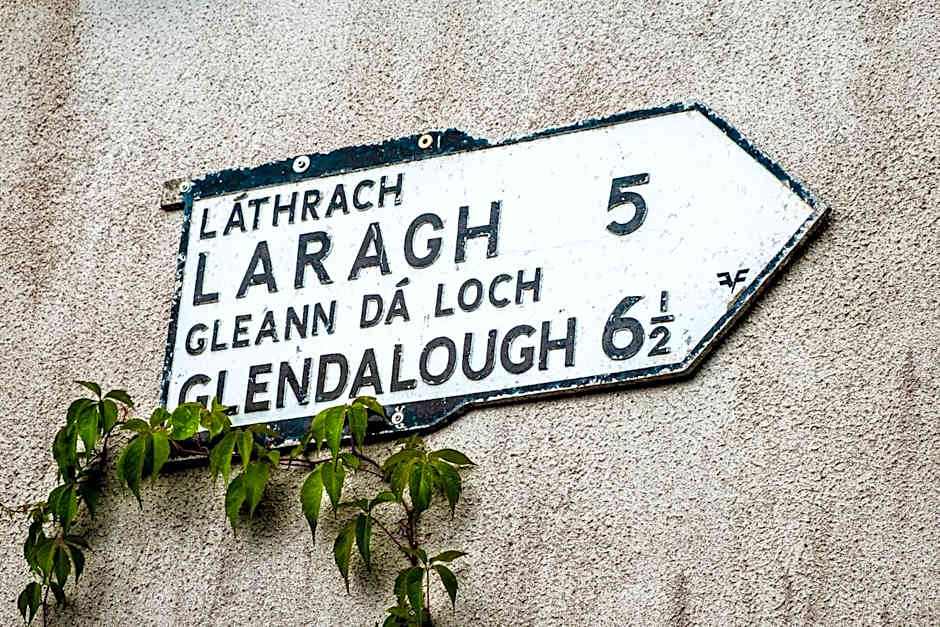 LÁTHRACH
LARAGH 5
GLEANN DÁ LOCH
GLENDALOUGH 6½